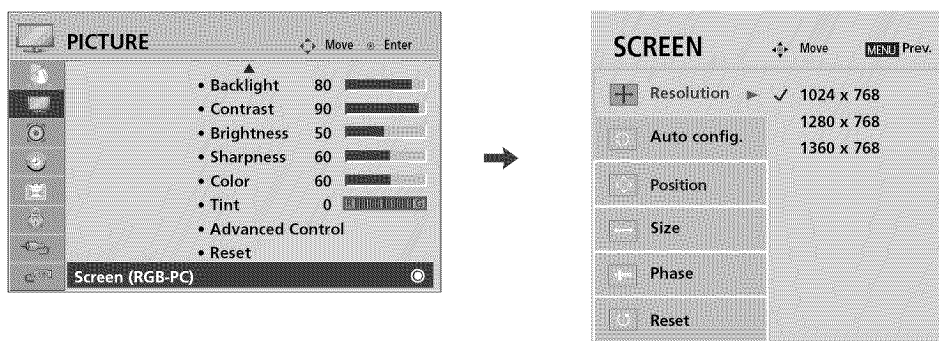 PICTURE
Move Enter
• Backlight 80
• Contrast 90
• Brightness 50
• Sharpness 60
• Color 60
• Tint 0 R G
• Advanced Control
• Reset
Screen (RGB-PC)
SCREEN
Move MENU Prev.
Resolution ► ✓ 1024 x 768
1280 x 768
1360 x 768
Auto config.
Position
Size
Phase
Reset